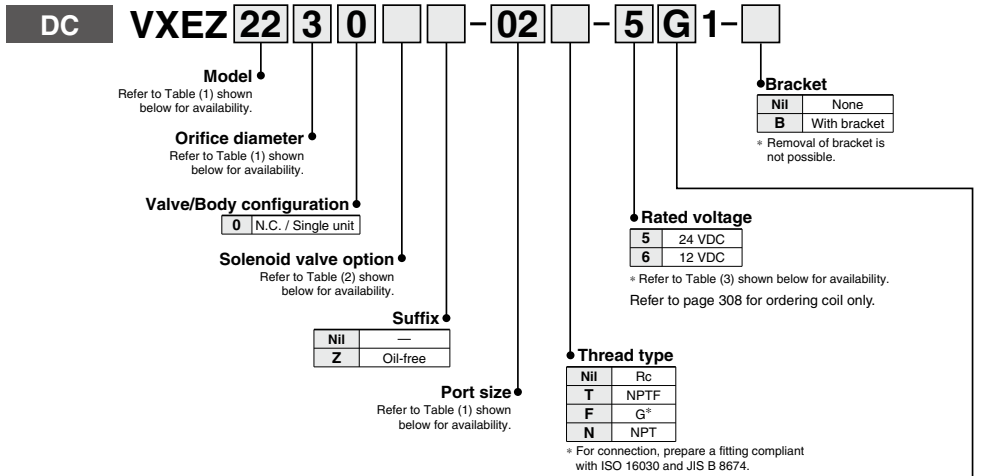 DC VXEZ 22 3 0 – 02 – 5 G 1 –
Model
Refer to Table (1) shown
below for availability.
Orifice diameter
Refer to Table (1) shown
below for availability.
Valve/Body configuration
0 N.C. / Single unit
Solenoid valve option
Refer to Table (2) shown
below for availability.
Suffix
Nil —
Z Oil-free
Port size
Refer to Table (1) shown
below for availability.
Bracket
Nil None
B With bracket
* Removal of bracket is
not possible.
Rated voltage
5 24 VDC
6 12 VDC
* Refer to Table (3) shown below for availability.
Refer to page 308 for ordering coil only.
Thread type
Nil Rc
T NPTF
F G*
N NPT
* For connection, prepare a fitting compliant
with ISO 16030 and JIS B 8674.